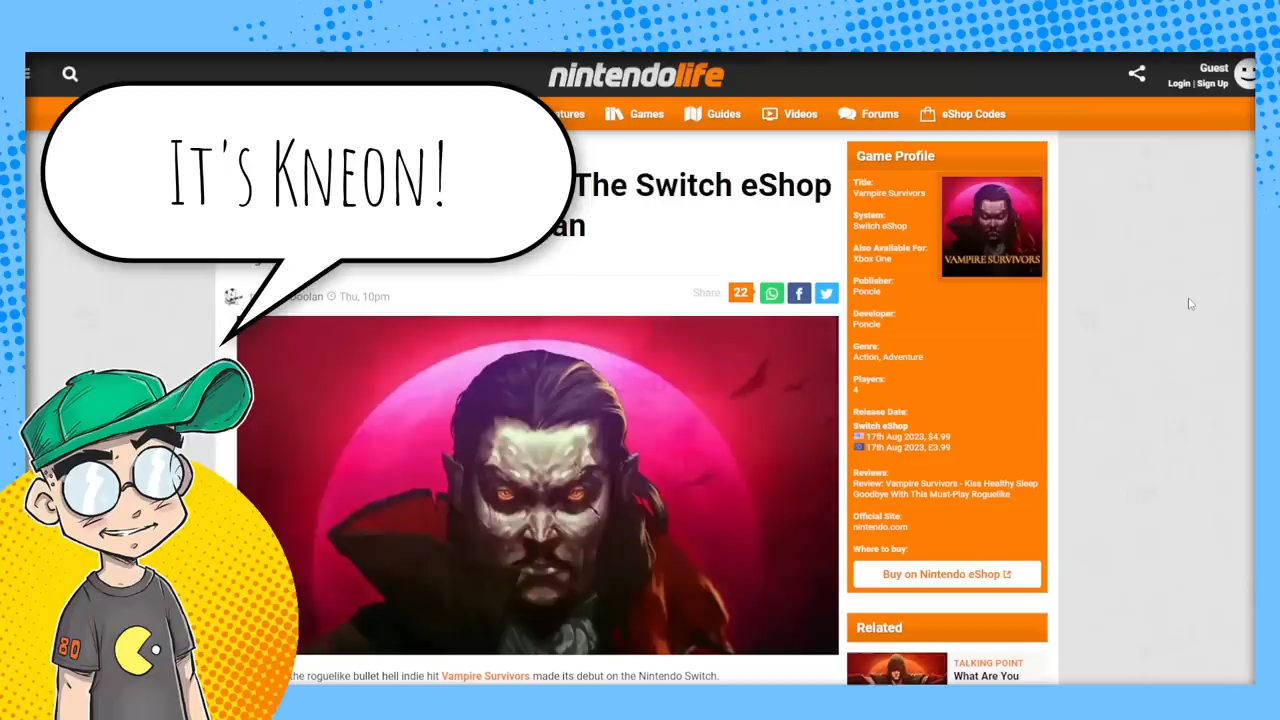 nintendolife
Guest
Login | Sign Up
Games
Guides
Videos
Forums
eShop Codes
It's Kneon!
The Switch eShop
an
Doolan Thu, 10pm
Share
22
the roguelike bullet hell indie hit Vampire Survivors made its debut on the Nintendo Switch.
80
Game Profile
Title:
Vampire Survivors
System:
Switch eShop
Also Available For:
Xbox One
Publisher:
Poncle
Developer:
Poncle
Genre:
Action, Adventure
Players:
4
Release Date:
Switch eShop
17th Aug 2023, $4.99
17th Aug 2023, £3.99
Reviews:
Review: Vampire Survivors - Kiss Healthy Sleep
Goodbye With This Must-Play Roguelike
Official Site:
nintendo.com
Where to buy:
Buy on Nintendo eShop
VAMPIRE SURVIVORS
Related
TALKING POINT
What Are You